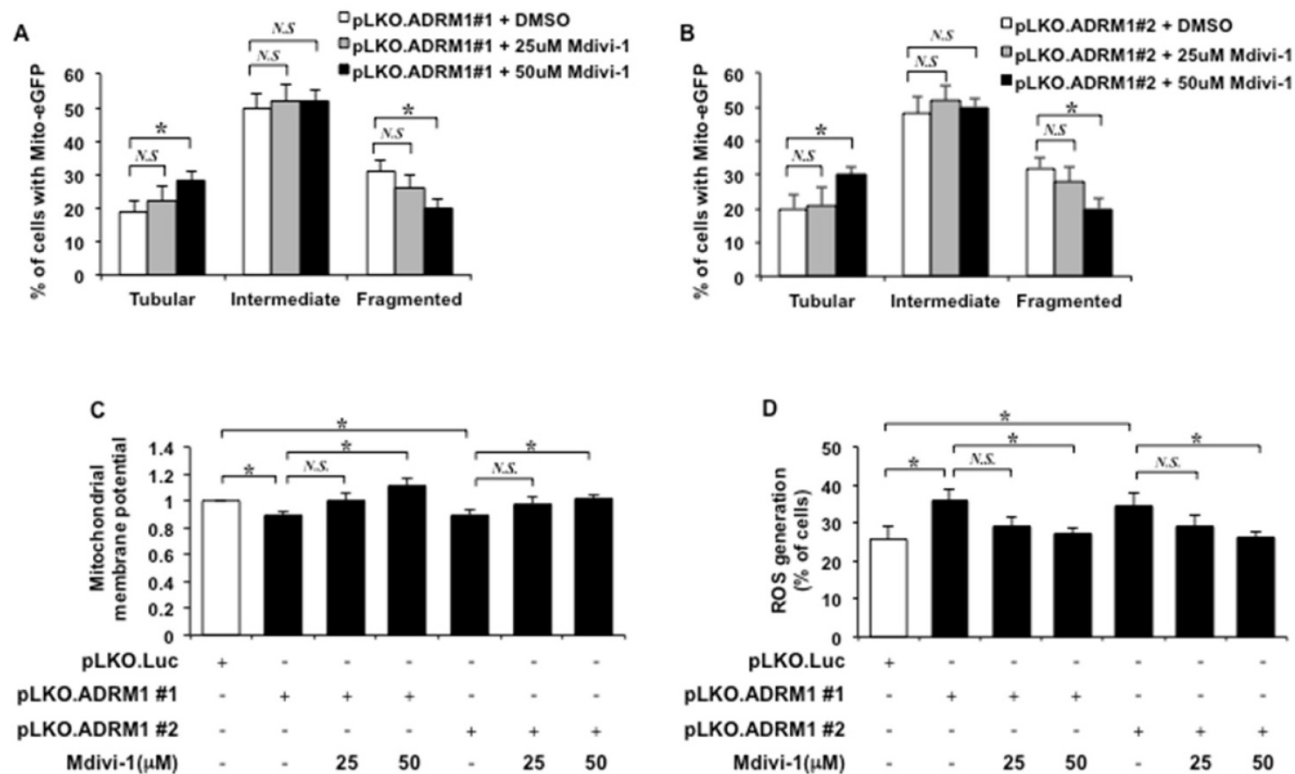 A
pLKO.ADRM1#1 + DMSO
pLKO.ADRM1#1 + 25uM Mdivi-1
pLKO.ADRM1#1 + 50uM Mdivi-1
N.S
N.S
*
N.S
*
N.S
% of cells with Mito-eGFP
60
50
40
30
20
10
0
Tubular Intermediate Fragmented
B
pLKO.ADRM1#2 + DMSO
pLKO.ADRM1#2 + 25uM Mdivi-1
pLKO.ADRM1#2 + 50uM Mdivi-1
N.S
N.S
*
N.S
*
N.S
% of cells with Mito-eGFP
60
50
40
30
20
10
0
Tubular Intermediate Fragmented
C
*
* *
* N.S. N.S.
Mitochondrial
membrane potential
1.4
1.2
1
0.8
0.6
0.4
0.2
0
pLKO.Luc + - - - - - -
pLKO.ADRM1 #1 - + + + - - -
pLKO.ADRM1 #2 - - - - + + +
Mdivi-1(μM) - - 25 50 - 25 50
D
*
* *
* N.S. N.S.
ROS generation
(% of cells)
50
40
30
20
10
0
pLKO.Luc + - - - - - -
pLKO.ADRM1 #1 - + + + - - -
pLKO.ADRM1 #2 - - - - + + +
Mdivi-1(μM) - - 25 50 - 25 50